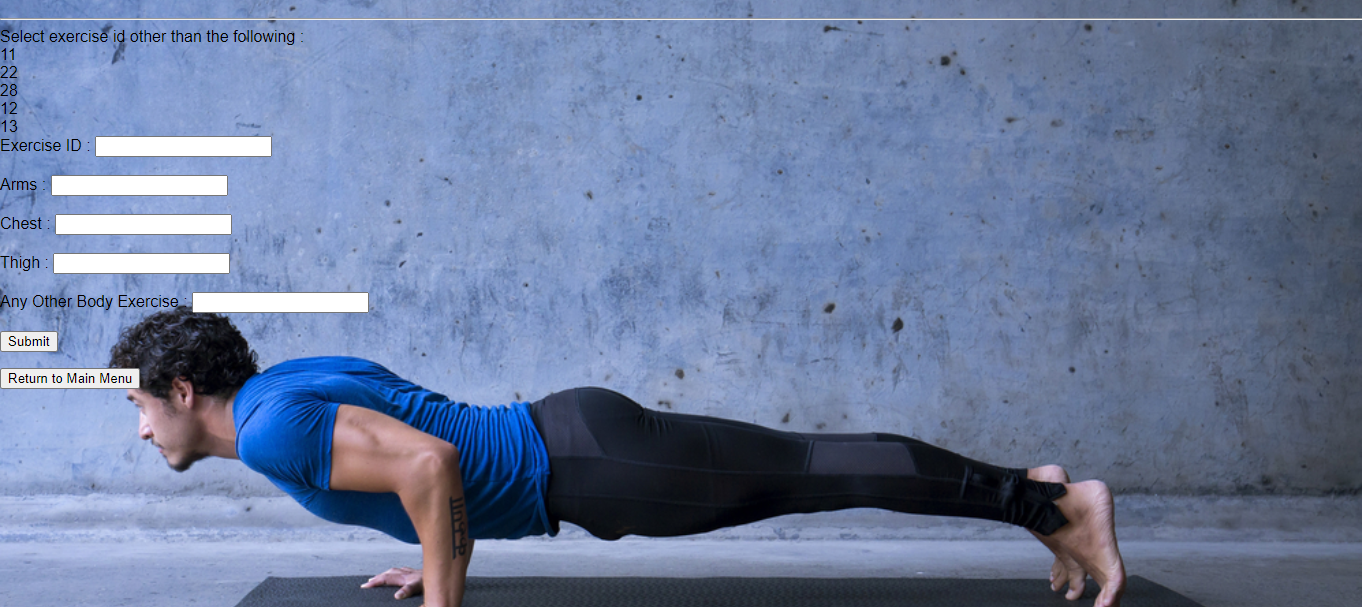 Select exercise id other than the following :
11
22
28
12
13
Exercise ID :
Arms :
Chest :
Thigh :
Any Other Body Exercise :
Submit
Return to Main Menu